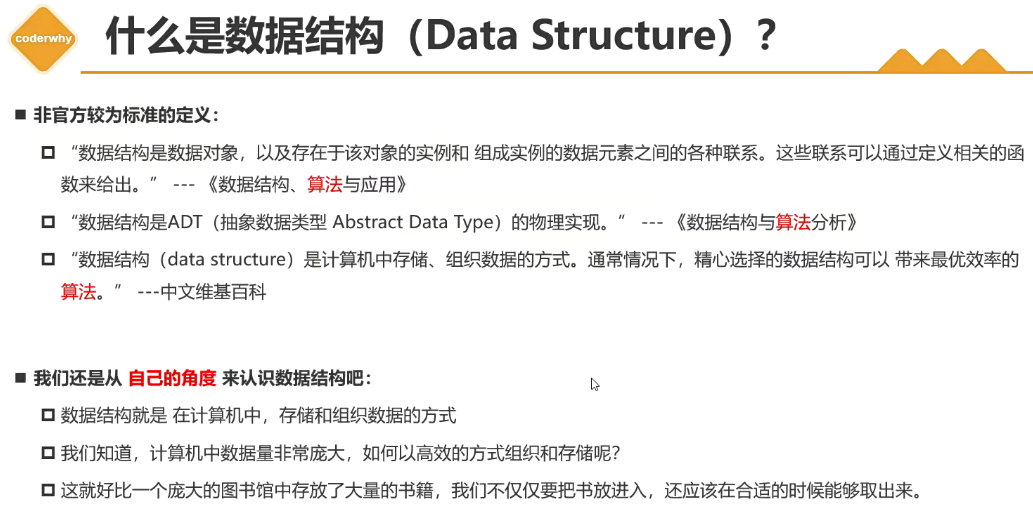 coderwhy
什么是数据结构（Data Structure）？
非官方较为标准的定义：
“数据结构是数据对象，以及存在于该对象的实例和 组成实例的数据元素之间的各种联系。这些联系可以通过定义相关的函
数来给出。” --- 《数据结构、算法与应用》
“数据结构是ADT（抽象数据类型 Abstract Data Type）的物理实现。” --- 《数据结构与算法分析》
“数据结构（data structure）是计算机中存储、组织数据的方式。通常情况下，精心选择的数据结构可以 带来最优效率的
算法。” ---中文维基百科
我们还是从 自己的角度 来认识数据结构吧：
数据结构就是 在计算机中，存储和组织数据的方式
我们知道，计算机中数据量非常庞大，如何以高效的方式组织和存储呢？
这就好比一个庞大的图书馆中存放了大量的书籍，我们不仅仅要把书放进入，还应该在合适的时候能够取出来。